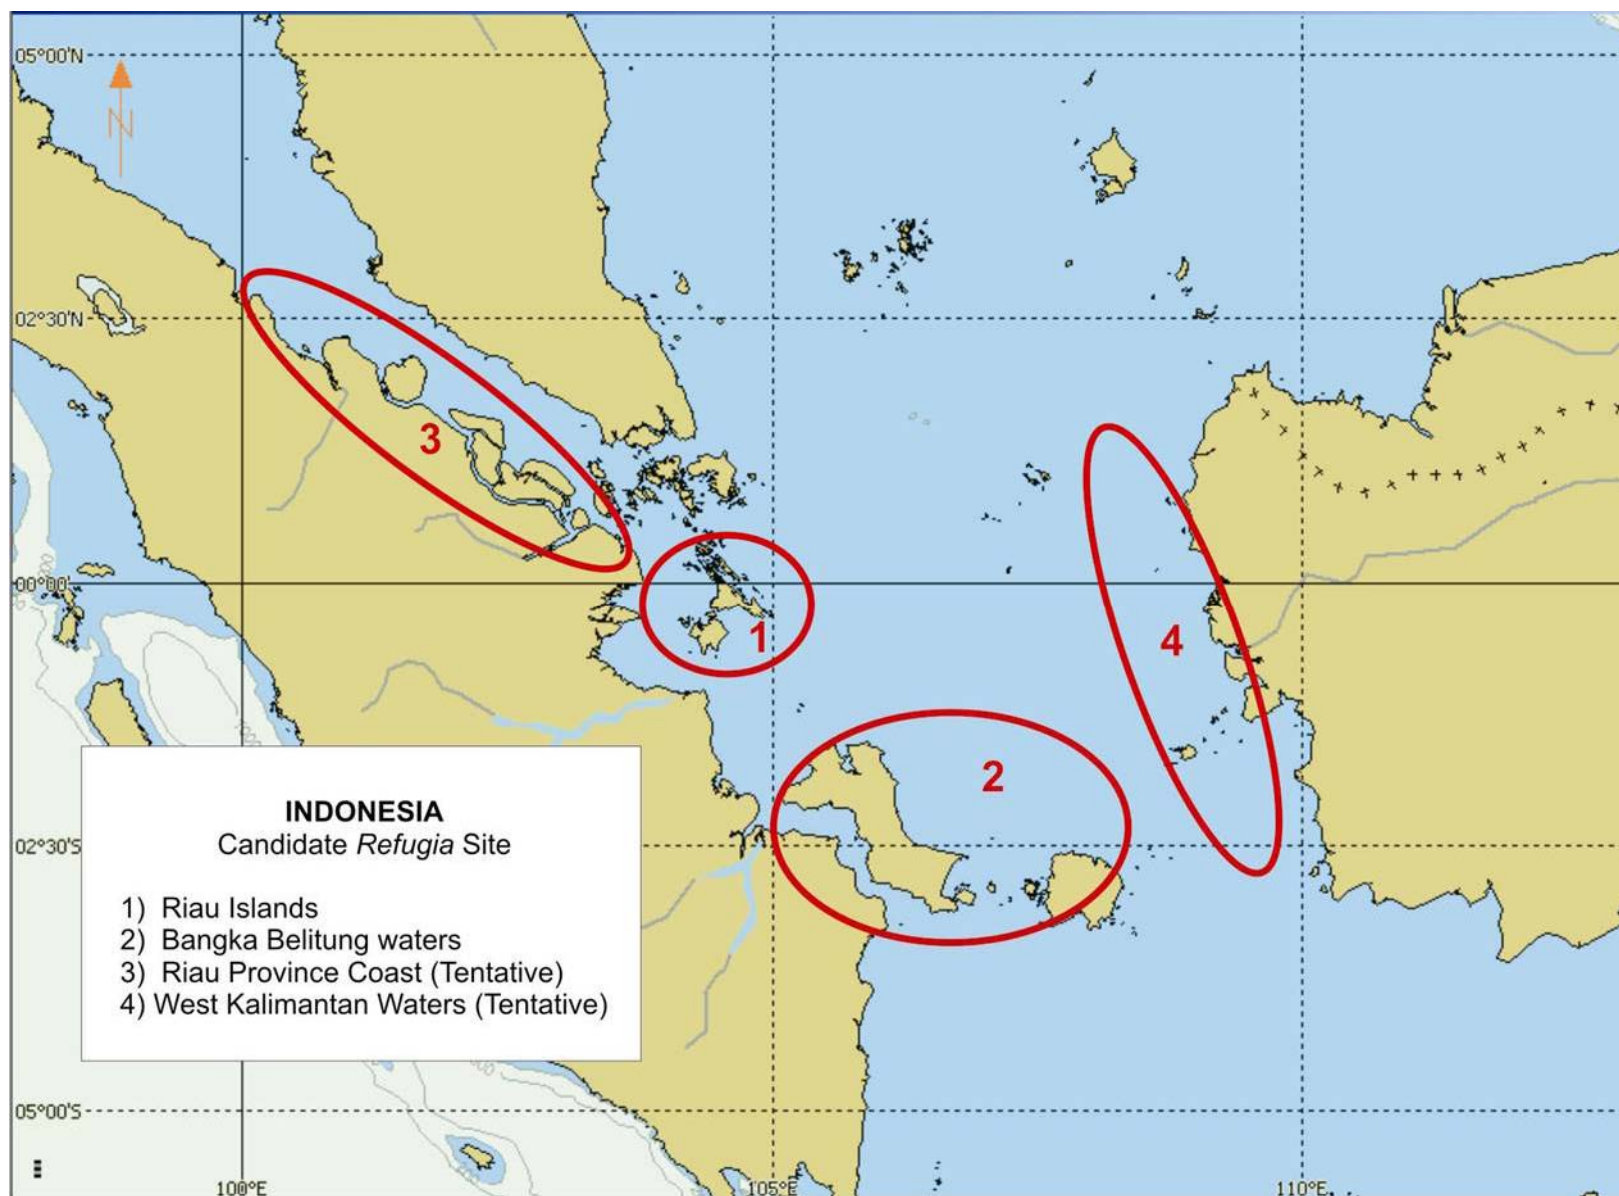 05°00'N
N
02°30'N
3
00°00'
1
4
2
INDONESIA
Candidate Refugia Site
1) Riau Islands
2) Bangka Belitung waters
3) Riau Province Coast (Tentative)
4) West Kalimantan Waters (Tentative)
02°30'S
05°00'S
100°E
105°E
110°E